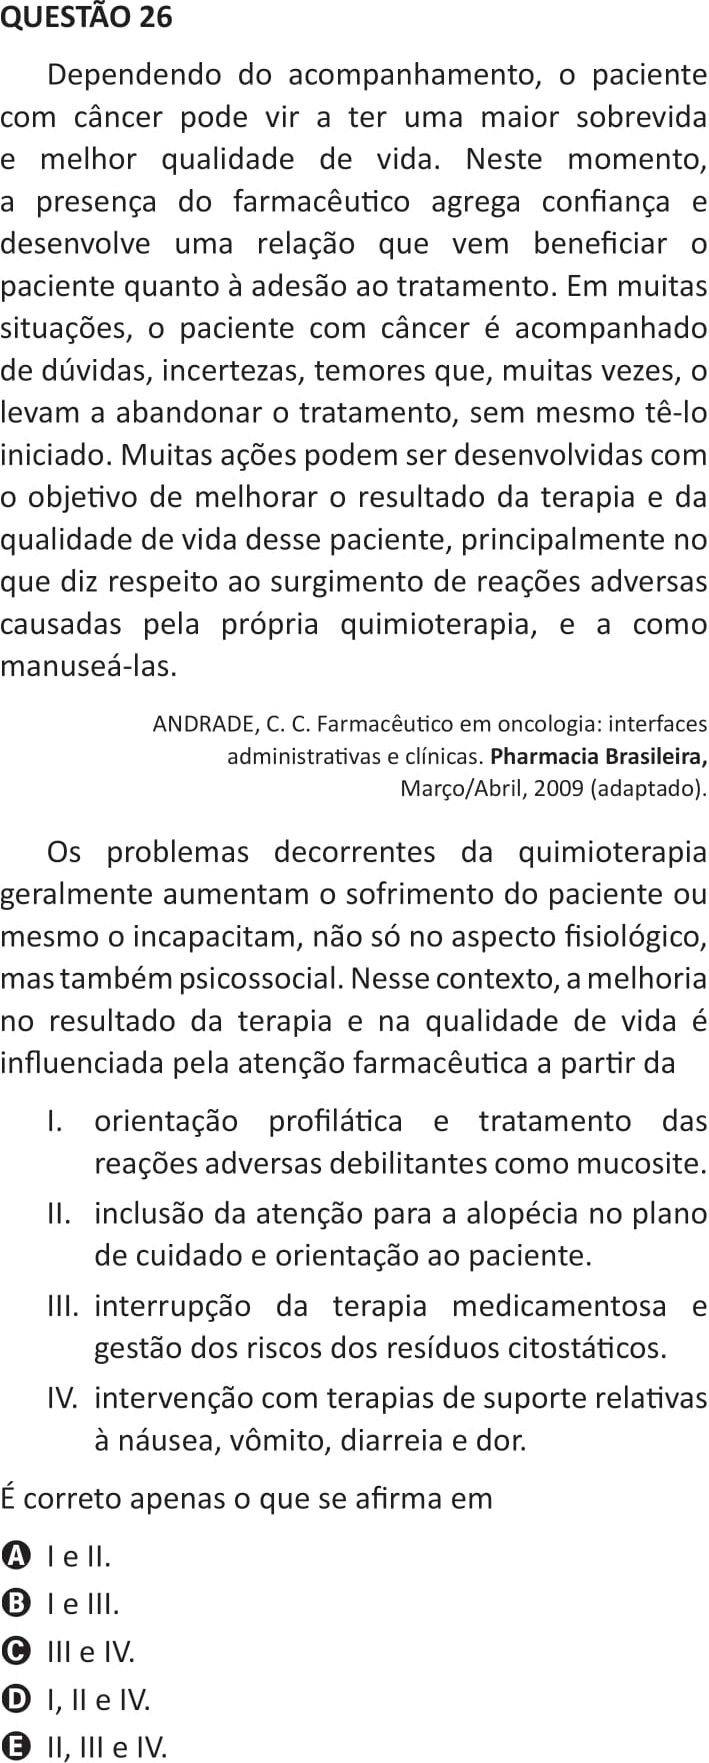 QUESTÃO 26
Dependendo do acompanhamento, o paciente
com câncer pode vir a ter uma maior sobrevida
e melhor qualidade de vida. Neste momento,
a presença do farmacêutico agrega confiança e
desenvolve uma relação que vem beneficiar o
paciente quanto à adesão ao tratamento. Em muitas
situações, o paciente com câncer é acompanhado
de dúvidas, incertezas, temores que, muitas vezes, o
levam a abandonar o tratamento, sem mesmo tê-lo
iniciado. Muitas ações podem ser desenvolvidas com
o objetivo de melhorar o resultado da terapia e da
qualidade de vida desse paciente, principalmente no
que diz respeito ao surgimento de reações adversas
causadas pela própria quimioterapia, e a como
manuseá-las.
ANDRADE, C. C. Farmacêutico em oncologia: interfaces
administrativas e clínicas. Pharmacia Brasileira,
Março/Abril, 2009 (adaptado).
Os problemas decorrentes da quimioterapia
geralmente aumentam o sofrimento do paciente ou
mesmo o incapacitam, não só no aspecto fisiológico,
mas também psicossocial. Nesse contexto, a melhoria
no resultado da terapia e na qualidade de vida é
influenciada pela atenção farmacêutica a partir da
I. orientação profilática e tratamento das
reações adversas debilitantes como mucosite.
II. inclusão da atenção para a alopécia no plano
de cuidado e orientação ao paciente.
III. interrupção da terapia medicamentosa e
gestão dos riscos dos resíduos citostáticos.
IV. intervenção com terapias de suporte relativas
à náusea, vômito, diarreia e dor.
É correto apenas o que se afirma em
A I e II.
B I e III.
C III e IV.
D I, II e IV.
E II, III e IV.